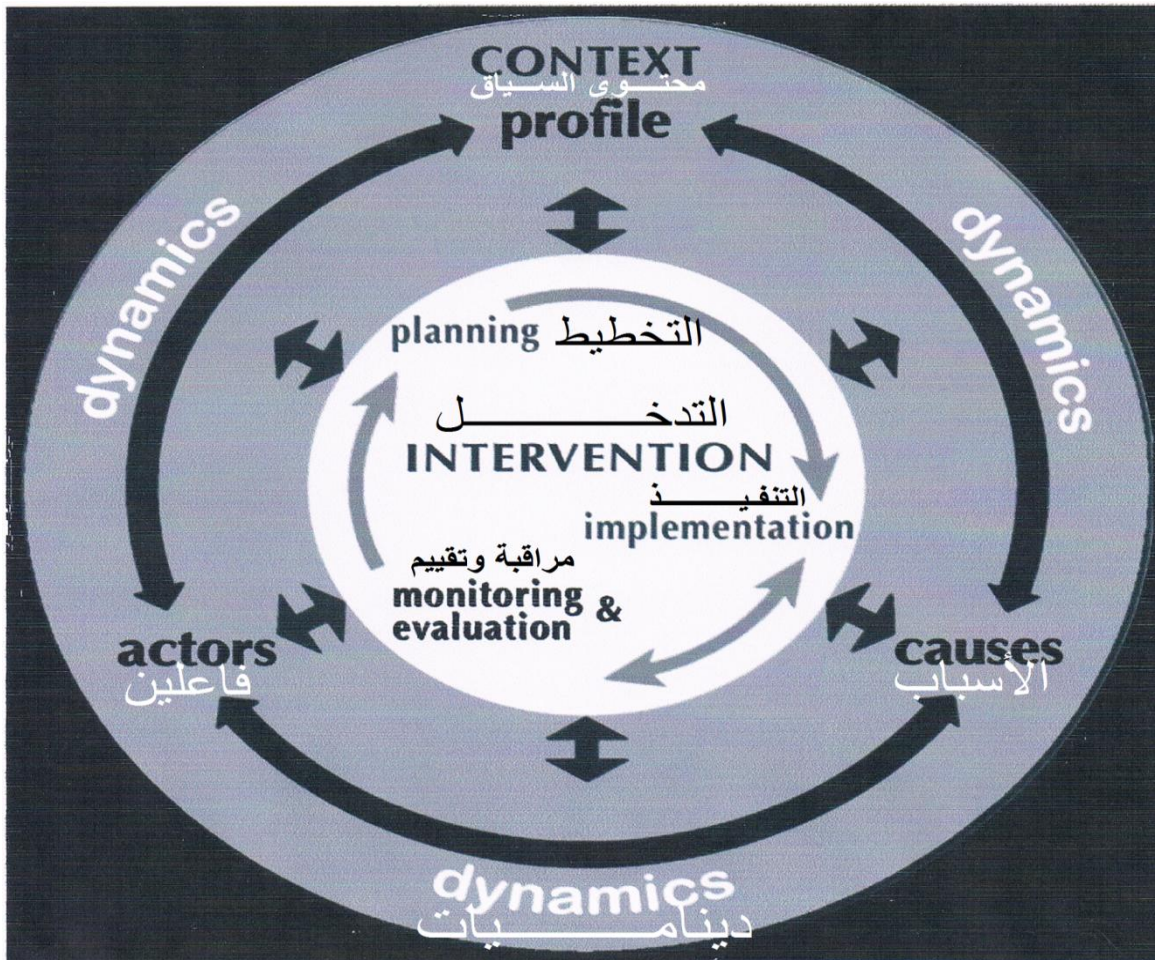 CONTEXT
محتوى السياق
profile
dynamics
dynamics
planning التخطيط
التدخل
INTERVENTION
التنفيذ
implementation
مراقبة وتقييم
monitoring &
evaluation
actors
فاعلين
causes
الأسباب
dynamics
ديناميات